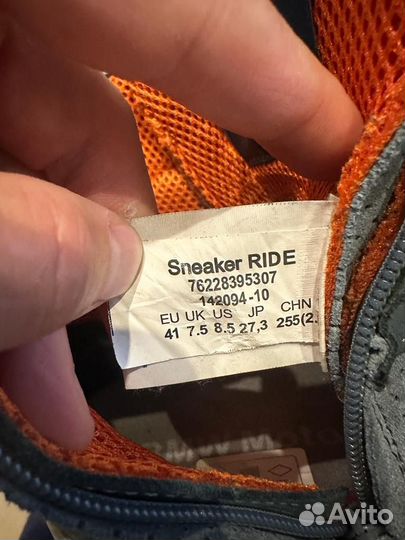 Sneaker RIDE
76228395307
142094-10
EU UK US JP CHN
41 7.5 8.5 27,3 255(2.
Avito